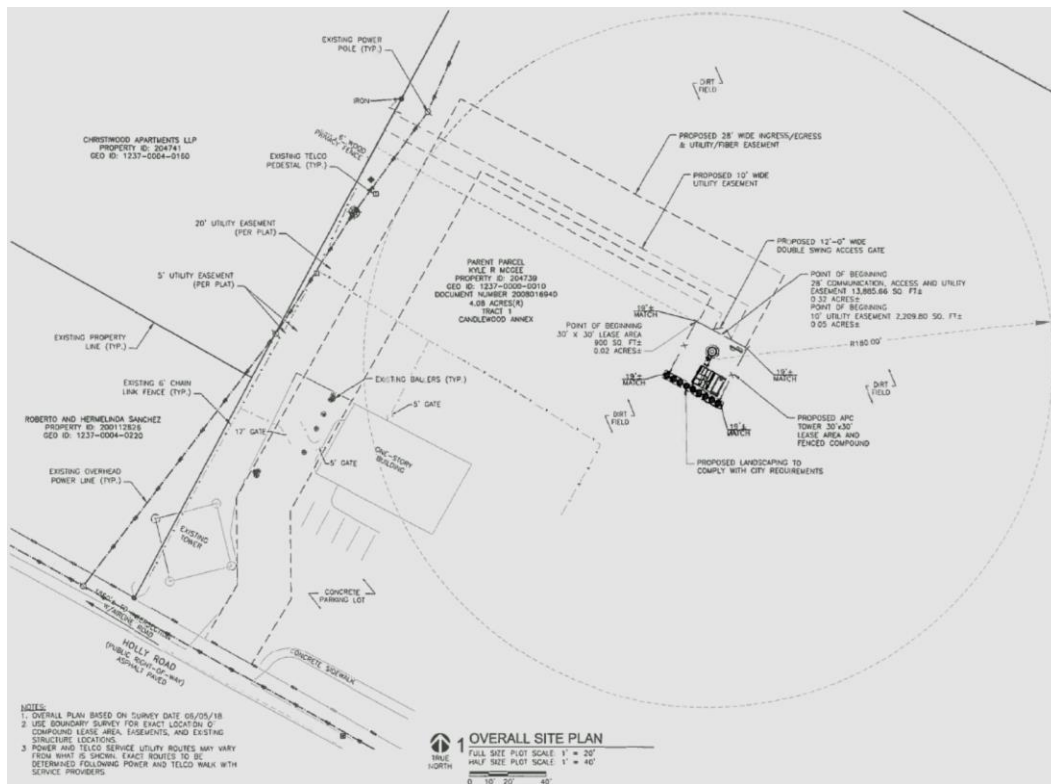 EXISTING POWER
POLE (TYP.)
IRON
6' WOOD
PRIVACY FENCE
CHRISTIWOOD APARTMENTS LLP
PROPERTY ID: 204741
GEO ID: 1237-0004-0160
EXISTING TELCO
PEDESTAL (TYP.)
DIRT
FIELD
PROPOSED 28' WIDE INGRESS/EGRESS
& UTILITY/FIBER EASEMENT
PROPOSED 10' WIDE
UTILITY EASEMENT
20' UTILITY EASEMENT
(PER PLAT)
5' UTILITY EASEMENT
(PER PLAT)
PARENT PARCEL
KYLE R MCGEE
PROPERTY ID: 204739
GEO ID: 1237-0000-0010
DOCUMENT NUMBER 2008016940
4.08 ACRES(R)
TRACT 1
CANDLEWOOD ANNEX
PROPOSED 12'-0" WIDE
DOUBLE SWING ACCESS GATE
POINT OF BEGINNING
28' COMMUNICATION, ACCESS AND UTILITY
EASEMENT 13,885.66 SQ. FT±
0.32 ACRES±
POINT OF BEGINNING
10' UTILITY EASEMENT 2,209.80 SQ. FT±
0.05 ACRES±
19'±
MATCH
POINT OF BEGINNING
30' X 30' LEASE AREA
900 SQ. FT±
0.02 ACRES±
R180.00'
EXISTING PROPERTY
LINE (TYP.)
19'±
MATCH
19'±
MATCH
EXISTING 6' CHAIN
LINK FENCE (TYP.)
EXISTING BALLERS (TYP.)
5' GATE
DIRT
FIELD
DIRT
FIELD
19'±
MATCH
PROPOSED APC
TOWER 30'x30'
LEASE AREA AND
FENCED COMPOUND
ROBERTO AND HERMELINDA SANCHEZ
PROPERTY ID: 200112826
GEO ID: 1237-0004-0220
12' GATE
5' GATE
ONE-STORY
BUILDING
PROPOSED LANDSCAPING TO
COMPLY WITH CITY REQUIREMENTS
EXISTING OVERHEAD
POWER LINE (TYP.)
EXISTING
TOWER
CONCRETE
PARKING LOT
TO INTERSECTION
W/AIRLINE ROAD
HOLLY ROAD
(PUBLIC RIGHT-OF-WAY)
ASPHALT PAVED
CONCRETE SIDEWALK
NOTES:
1. OVERALL PLAN BASED ON SURVEY DATE 06/05/18
2 USE BOUNDARY SURVEY FOR EXACT LOCATION OF
COMPOUND LEASE AREA, EASEMENTS, AND EXISTING
STRUCTURE LOCATIONS.
3 POWER AND TELCO SERVICE UTILITY ROUTES MAY VARY
FROM WHAT IS SHOWN. EXACT ROUTES TO BE
DETERMINED FOLLOWING POWER AND TELCO WALK WITH
SERVICE PROVIDERS
TRUE
NORTH
1 OVERALL SITE PLAN
FULL SIZE PLOT SCALE: 1" = 20'
HALF SIZE PLOT SCALE: 1" = 40'
0 10' 20' 40'